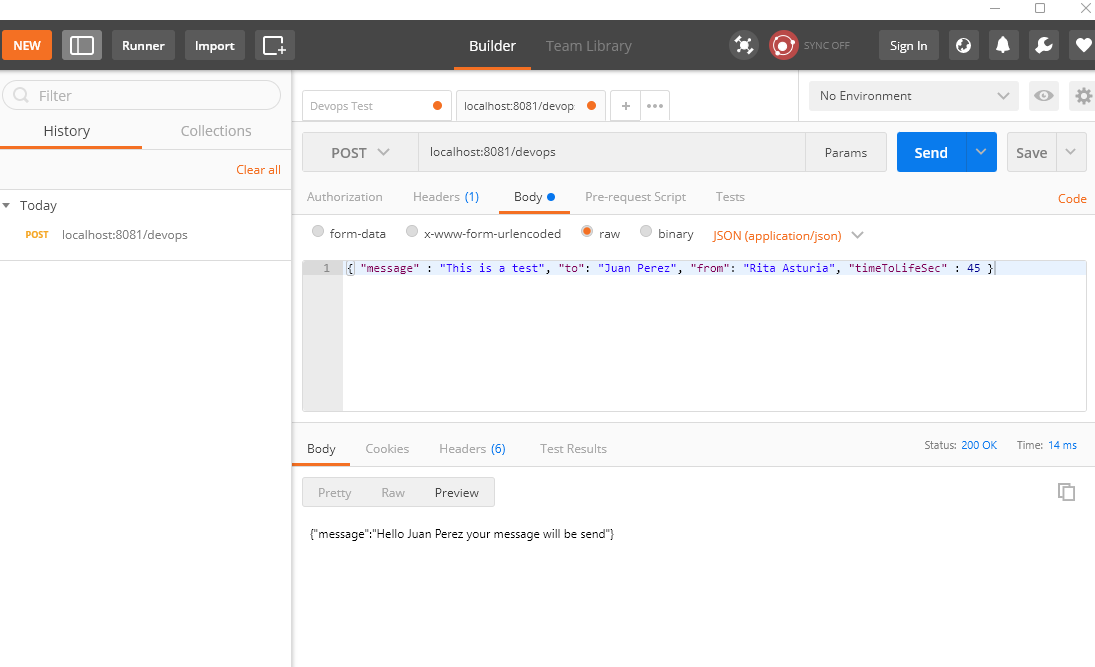 NEW Runner Import Builder Team Library SYNC OFF Sign In
Filter
History Collections
Clear all
Today
POST localhost:8081/devops
Devops Test localhost:8081/devop + ••• No Environment
POST localhost:8081/devops Params Send Save
Authorization Headers (1) Body Pre-request Script Tests Code
form-data x-www-form-urlencoded raw binary JSON (application/json)
1 { "message" : "This is a test", "to": "Juan Perez", "from": "Rita Asturia", "timeToLifeSec" : 45 }
Body Cookies Headers (6) Test Results Status: 200 OK Time: 14 ms
Pretty Raw Preview
{"message":"Hello Juan Perez your message will be send"}